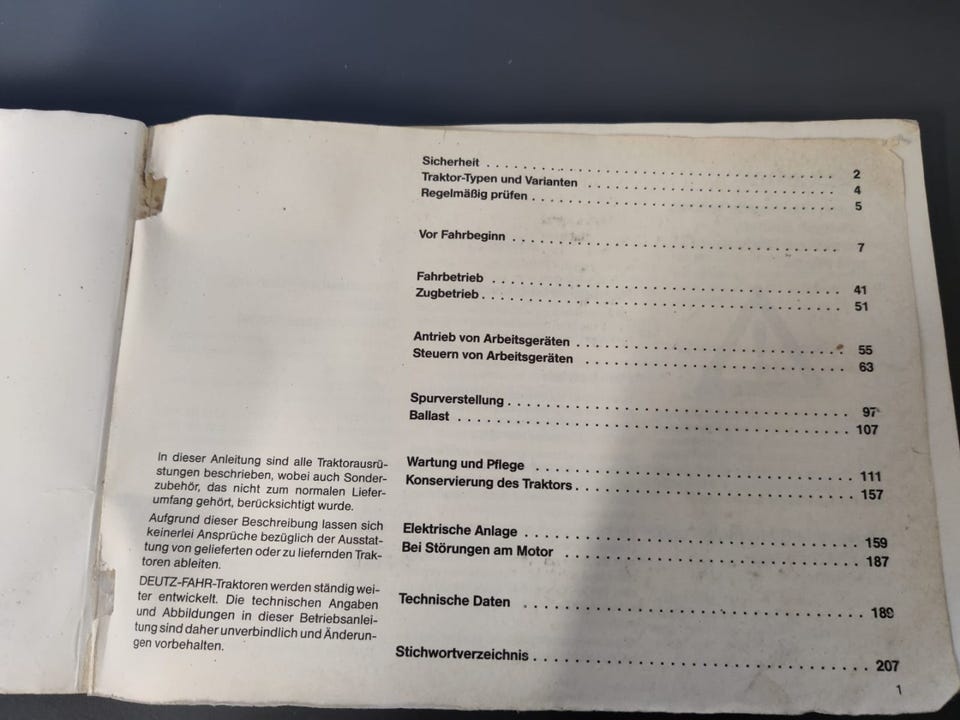 Sicherheit . . . . . . . . . . . . . . . . . . . . . . . . . . . . . . . . 2
Traktor-Typen und Varianten . . . . . . . . . . . . . . . . . . . . . . . . 4
Regelmäßig prüfen . . . . . . . . . . . . . . . . . . . . . . . . . . . . 5
Vor Fahrbeginn . . . . . . . . . . . . . . . . . . . . . . . . . . . . . . 7
Fahrbetrieb . . . . . . . . . . . . . . . . . . . . . . . . . . . . . . . 41
Zugbetrieb . . . . . . . . . . . . . . . . . . . . . . . . . . . . . . . . 51
Antrieb von Arbeitsgeräten . . . . . . . . . . . . . . . . . . . . . . . . 55
Steuern von Arbeitsgeräten . . . . . . . . . . . . . . . . . . . . . . . . 63
Spurverstellung . . . . . . . . . . . . . . . . . . . . . . . . . . . . . 97
Ballast . . . . . . . . . . . . . . . . . . . . . . . . . . . . . . . . . 107
Wartung und Pflege . . . . . . . . . . . . . . . . . . . . . . . . . . . . 111
Konservierung des Traktors . . . . . . . . . . . . . . . . . . . . . . . . 157
Elektrische Anlage . . . . . . . . . . . . . . . . . . . . . . . . . . . . 159
Bei Störungen am Motor . . . . . . . . . . . . . . . . . . . . . . . . . . 187
Technische Daten . . . . . . . . . . . . . . . . . . . . . . . . . . . . . 189
Stichwortverzeichnis . . . . . . . . . . . . . . . . . . . . . . . . . . . 207
In dieser Anleitung sind alle Traktorausrü-
stungen beschrieben, wobei auch Sonder-
zubehör, das nicht zum normalen Liefer-
umfang gehört, berücksichtigt wurde.
Aufgrund dieser Beschreibung lassen sich
keinerlei Ansprüche bezüglich der Ausstat-
tung von gelieferten oder zu liefernden Trak-
toren ableiten.
DEUTZ-FAHR-Traktoren werden ständig wei-
ter entwickelt. Die technischen Angaben
und Abbildungen in dieser Betriebsanlei-
tung sind daher unverbindlich und Änderun-
gen vorbehalten.
1